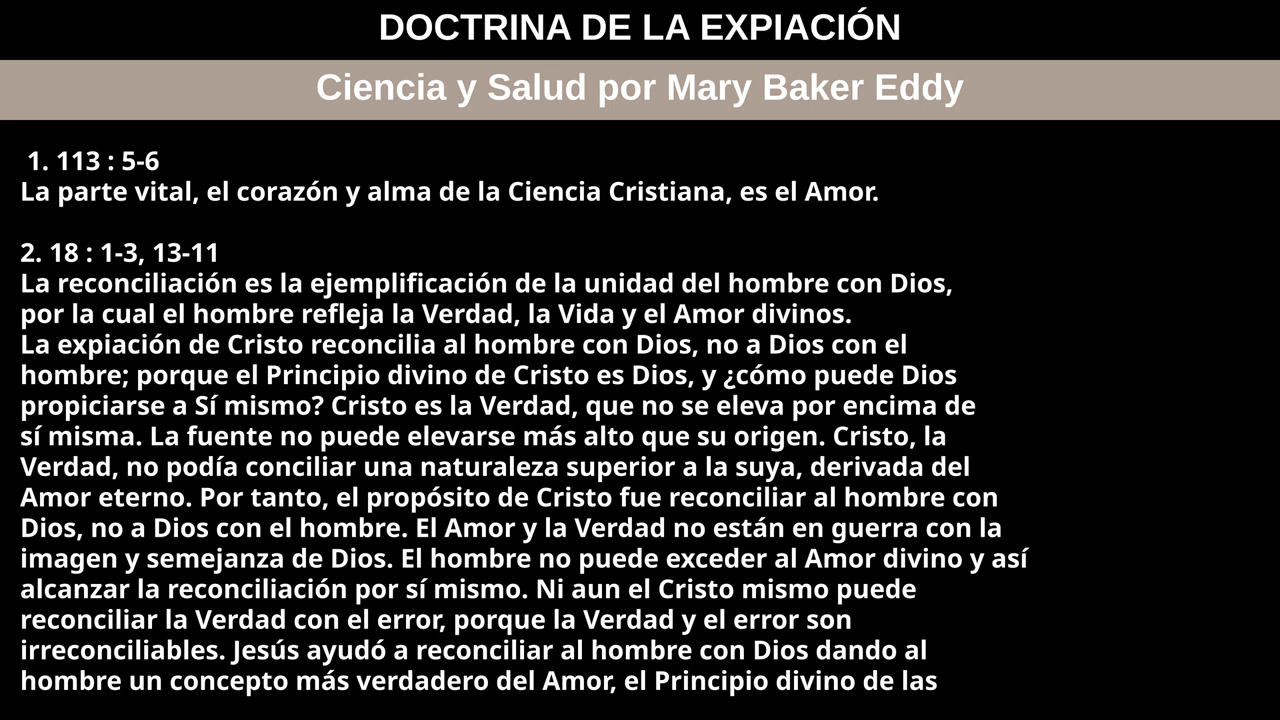 DOCTRINA DE LA EXPIACIÓN
Ciencia y Salud por Mary Baker Eddy
1. 113 : 5-6
La parte vital, el corazón y alma de la Ciencia Cristiana, es el Amor.
2. 18 : 1-3, 13-11
La reconciliación es la ejemplificación de la unidad del hombre con Dios,
por la cual el hombre refleja la Verdad, la Vida y el Amor divinos.
La expiación de Cristo reconcilia al hombre con Dios, no a Dios con el
hombre; porque el Principio divino de Cristo es Dios, y ¿cómo puede Dios
propiciarse a Sí mismo? Cristo es la Verdad, que no se eleva por encima de
sí misma. La fuente no puede elevarse más alto que su origen. Cristo, la
Verdad, no podía conciliar una naturaleza superior a la suya, derivada del
Amor eterno. Por tanto, el propósito de Cristo fue reconciliar al hombre con
Dios, no a Dios con el hombre. El Amor y la Verdad no están en guerra con la
imagen y semejanza de Dios. El hombre no puede exceder al Amor divino y así
alcanzar la reconciliación por sí mismo. Ni aun el Cristo mismo puede
reconciliar la Verdad con el error, porque la Verdad y el error son
irreconciliables. Jesús ayudó a reconciliar al hombre con Dios dando al
hombre un concepto más verdadero del Amor, el Principio divino de las